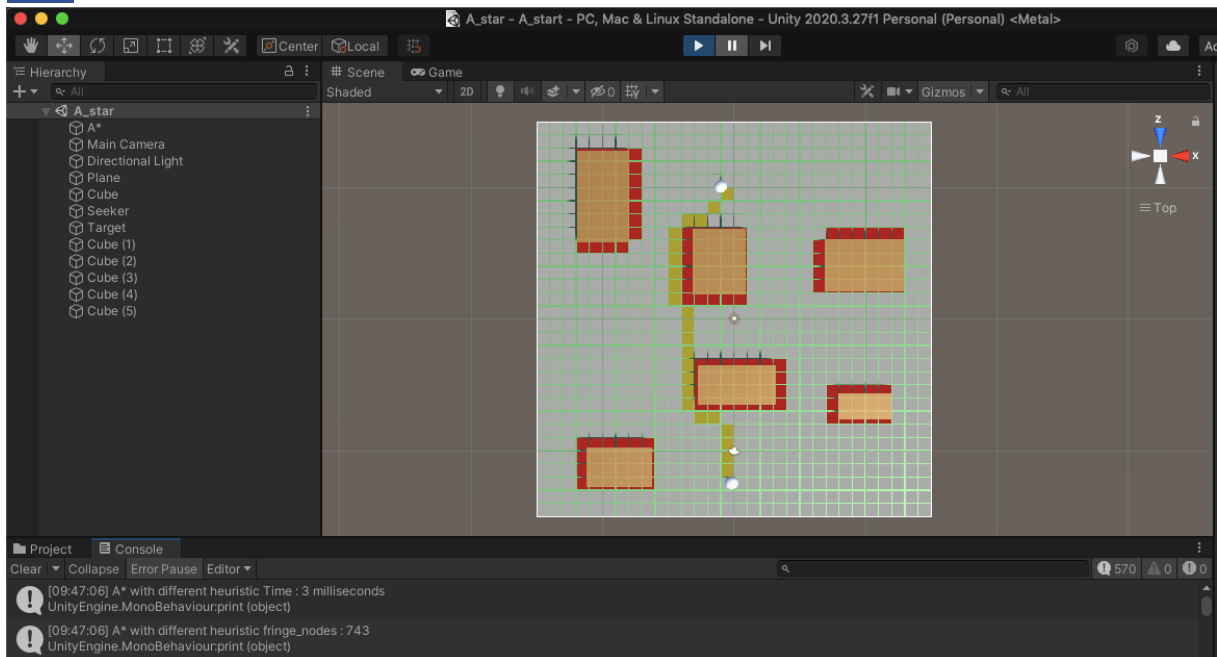 A_star - A_start - PC, Mac & Linux Standalone - Unity 2020.3.27f1 Personal (Personal) <Metal>
Center Local
Hierarchy
All
A_star
A*
Main Camera
Directional Light
Plane
Cube
Seeker
Target
Cube (1)
Cube (2)
Cube (3)
Cube (4)
Cube (5)
Scene Game
Shaded 2D 0 Gizmos All
z
x
Top
Project Console
Clear Collapse Error Pause Editor 570 0 0
[09:47:06] A* with different heuristic Time : 3 milliseconds
UnityEngine.MonoBehaviour:print (object)
[09:47:06] A* with different heuristic fringe_nodes : 743
UnityEngine.MonoBehaviour:print (object)